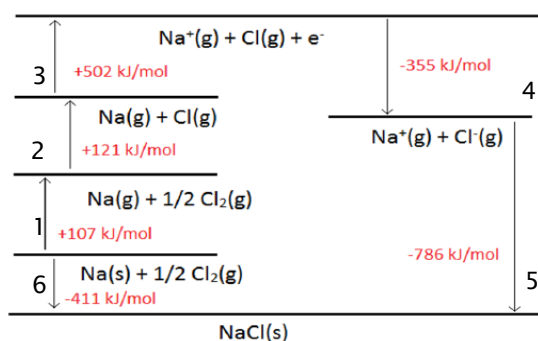 Na⁺(g) + Cl(g) + e⁻
3
+502 kJ/mol
-355 kJ/mol
4
Na(g) + Cl(g)
2
+121 kJ/mol
Na⁺(g) + Cl⁻(g)
Na(g) + 1/2 Cl₂(g)
1
+107 kJ/mol
-786 kJ/mol
5
6
Na(s) + 1/2 Cl₂(g)
-411 kJ/mol
NaCl(s)